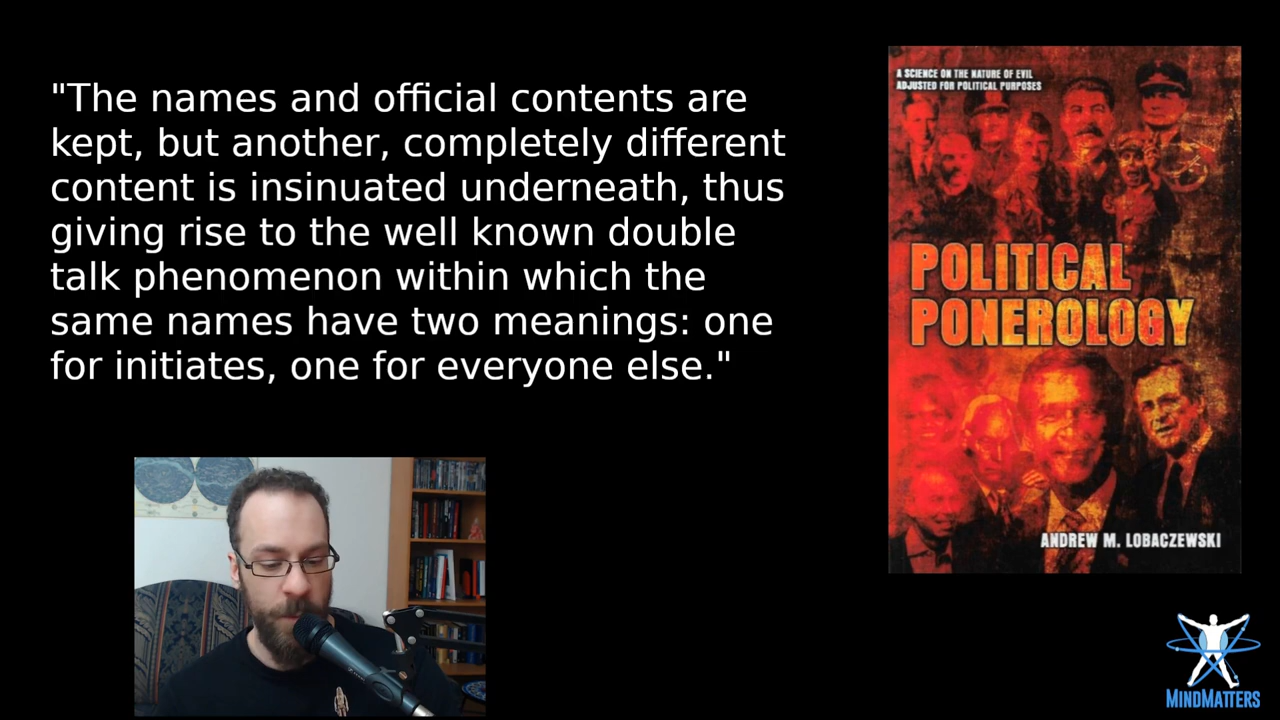 "The names and official contents are
kept, but another, completely different
content is insinuated underneath, thus
giving rise to the well known double
talk phenomenon within which the
same names have two meanings: one
for initiates, one for everyone else."
A SCIENCE ON THE NATURE OF EVIL
ADJUSTED FOR POLITICAL PURPOSES
POLITICAL
PONEROLOGY
ANDREW M. LOBACZEWSKI
MINDMATTERS